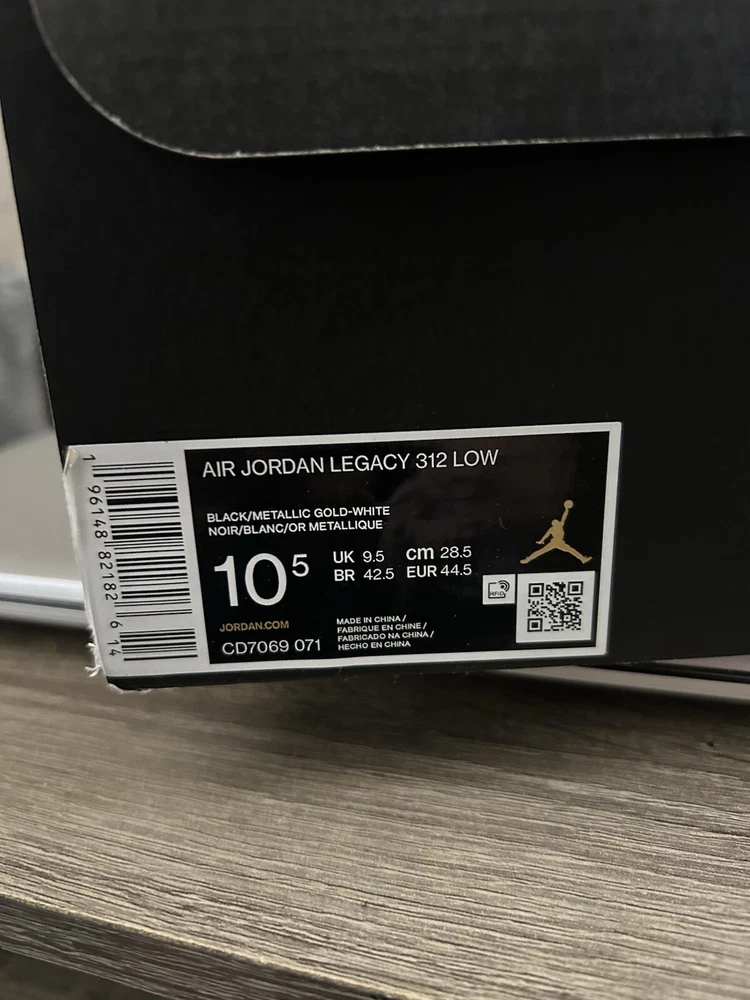 AIR JORDAN LEGACY 312 LOW
BLACK/METALLIC GOLD-WHITE
NOIR/BLANC/OR METALLIQUE
10⁵
UK 9.5 cm 28.5
BR 42.5 EUR 44.5
RFID
JORDAN.COM
CD7069 071
MADE IN CHINA /
FABRIQUE EN CHINE /
FABRICADO NA CHINA /
HECHO EN CHINA
1 96148 82182 6 14